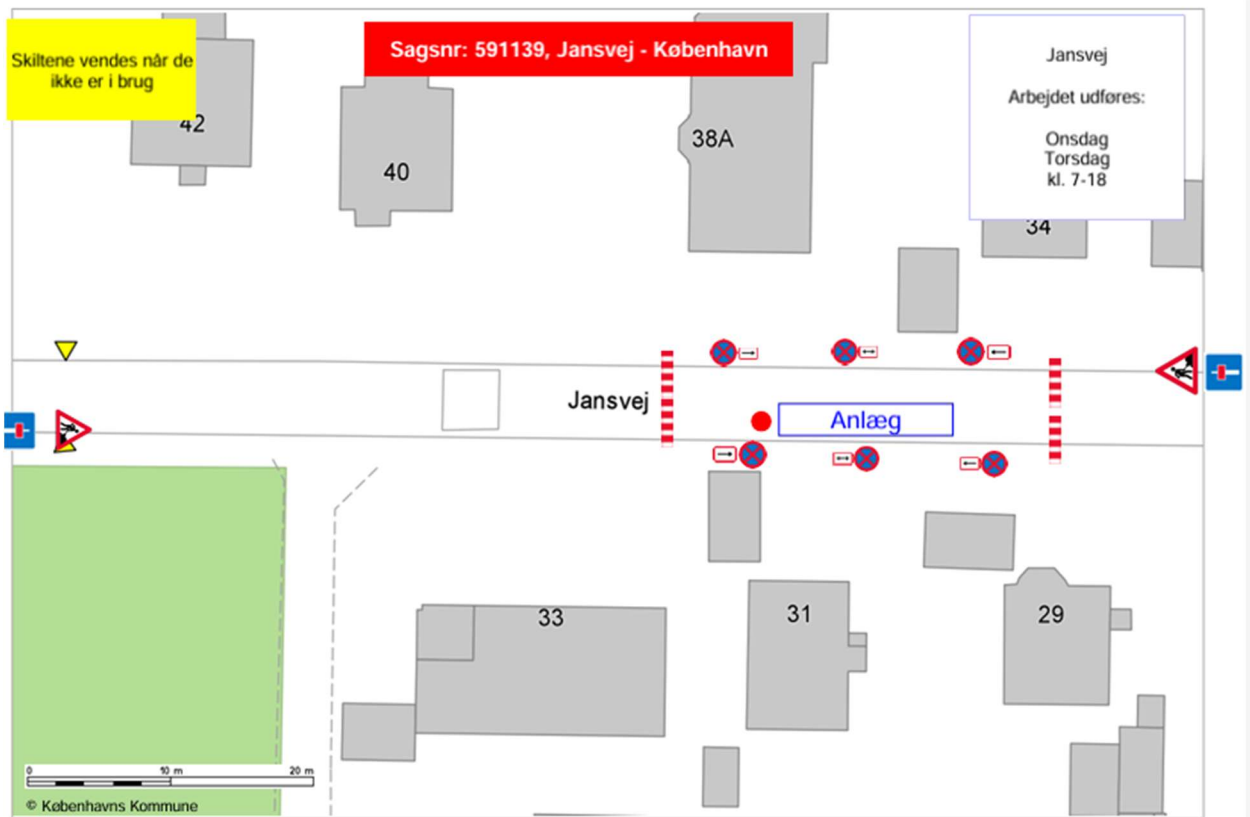 Skiltene vendes når de
ikke er i brug
Sagsnr: 591139, Jansvej - København
Jansvej
Arbejdet udføres:
Onsdag
Torsdag
kl. 7-18
42
40
38A
34
Jansvej
Anlæg
33
31
29
0
10 m
20 m
© Københavns Kommune